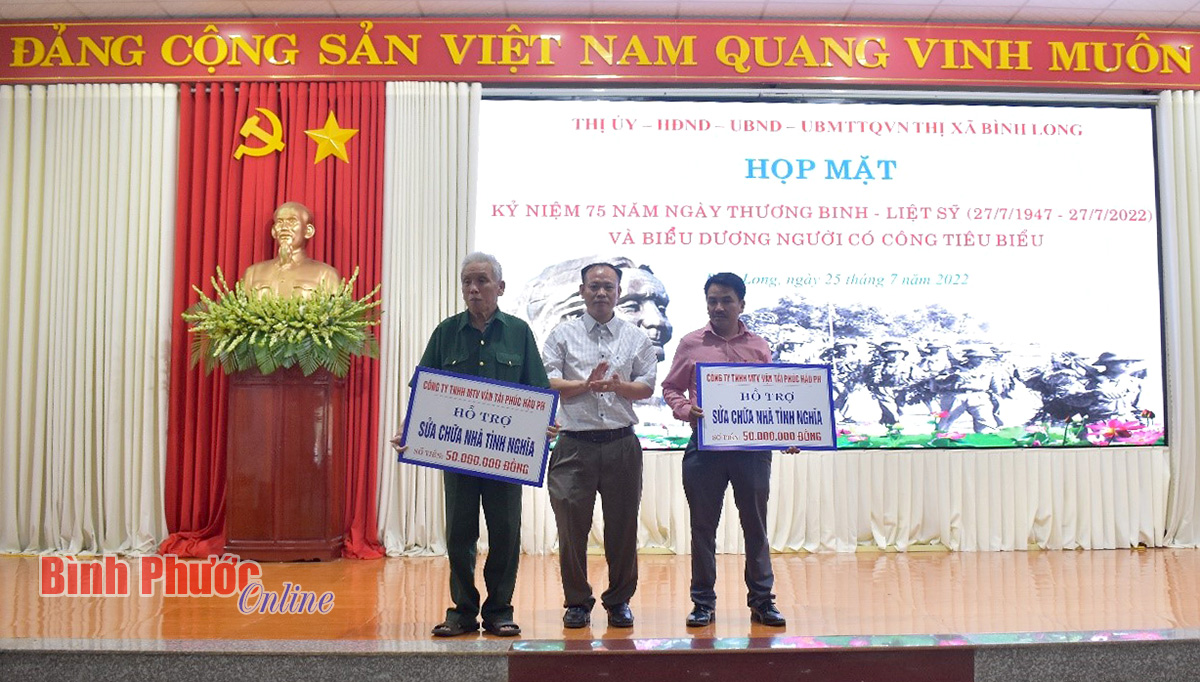 ĐẢNG CỘNG SẢN VIỆT NAM QUANG VINH MUÔN
THỊ ỦY – HĐND – UBND – UBMTTQVN THỊ XÃ BÌNH LONG
HỌP MẶT
KỶ NIỆM 75 NĂM NGÀY THƯƠNG BINH - LIỆT SỸ (27/7/1947 - 27/7/2022)
VÀ BIỂU DƯƠNG NGƯỜI CÓ CÔNG TIÊU BIỂU
Long, ngày 25 tháng 7 năm 2022
CÔNG TY TNHH MTV VẬN TẢI PHÚC HẬU PH
HỖ TRỢ
SỬA CHỮA NHÀ TÌNH NGHĨA
SỐ TIỀN: 50.000.000 ĐỒNG
CÔNG TY TNHH MTV VẬN TẢI PHÚC HẬU PH
HỖ TRỢ
SỬA CHỮA NHÀ TÌNH NGHĨA
SỐ TIỀN: 50.000.000 ĐỒNG
Bình Phước
Online